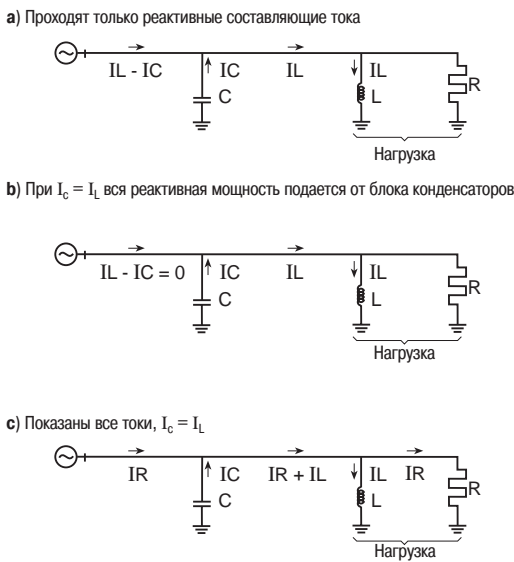 a) Проходят только реактивные составляющие тока
IL - IC
IC
IL
IL
C
L
R
Нагрузка
b) При Ic = IL вся реактивная мощность подается от блока конденсаторов
IL - IC = 0
IC
IL
IL
C
L
R
Нагрузка
c) Показаны все токи, Ic = IL
IR
IC
IR + IL
IL
IR
C
L
R
Нагрузка